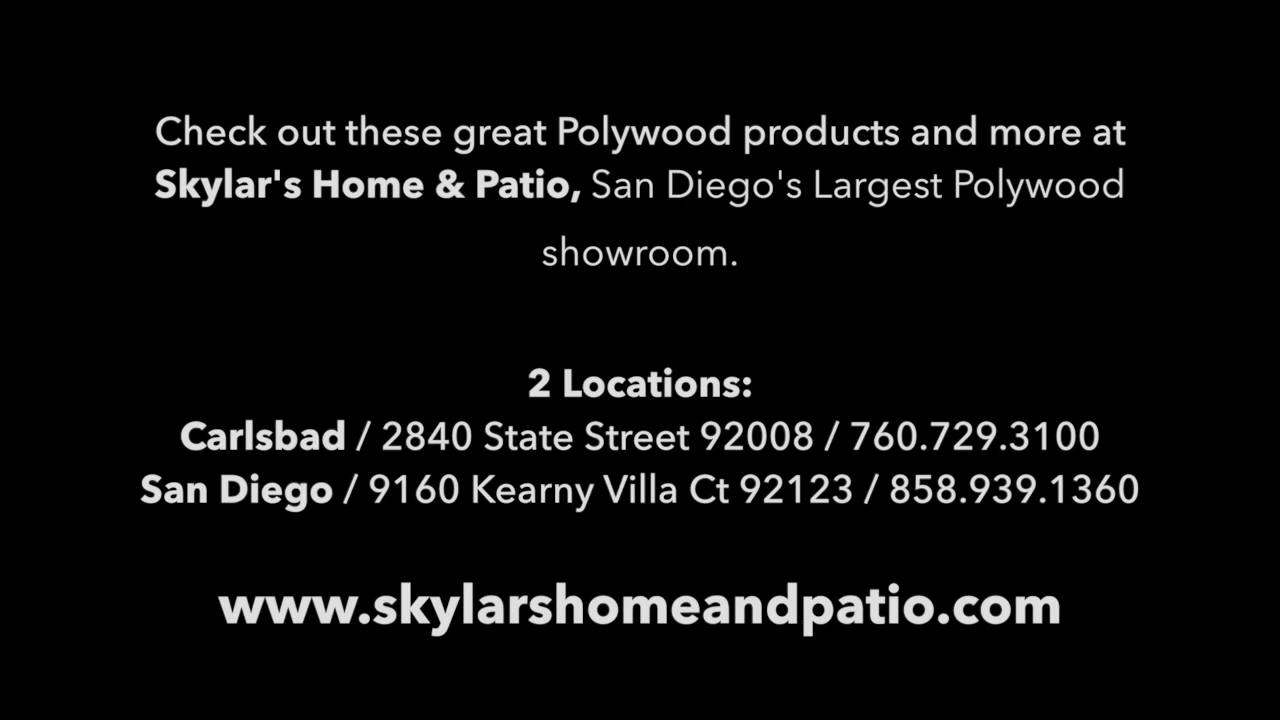 Check out these great Polywood products and more at
Skylar's Home & Patio, San Diego's Largest Polywood
showroom.
2 Locations:
Carlsbad / 2840 State Street 92008 / 760.729.3100
San Diego / 9160 Kearny Villa Ct 92123 / 858.939.1360
www.skylarshomeandpatio.com